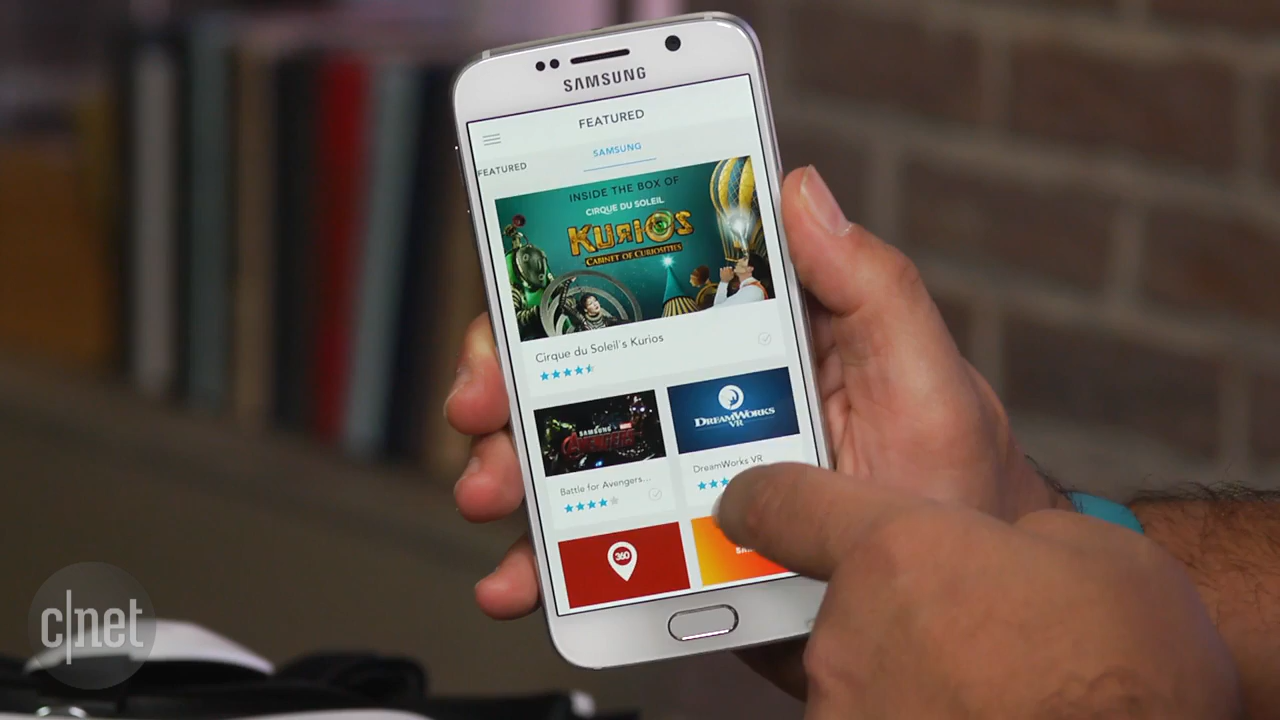 SAMSUNG
FEATURED
FEATURED
SAMSUNG
INSIDE THE BOX OF
CIRQUE DU SOLEIL
KURIOS
CABINET OF CURIOSITIES
Cirque du Soleil's Kurios
SAMSUNG
DREAMWORKS
VR
Battle for Avengers...
DreamWorks VR
360
c|net